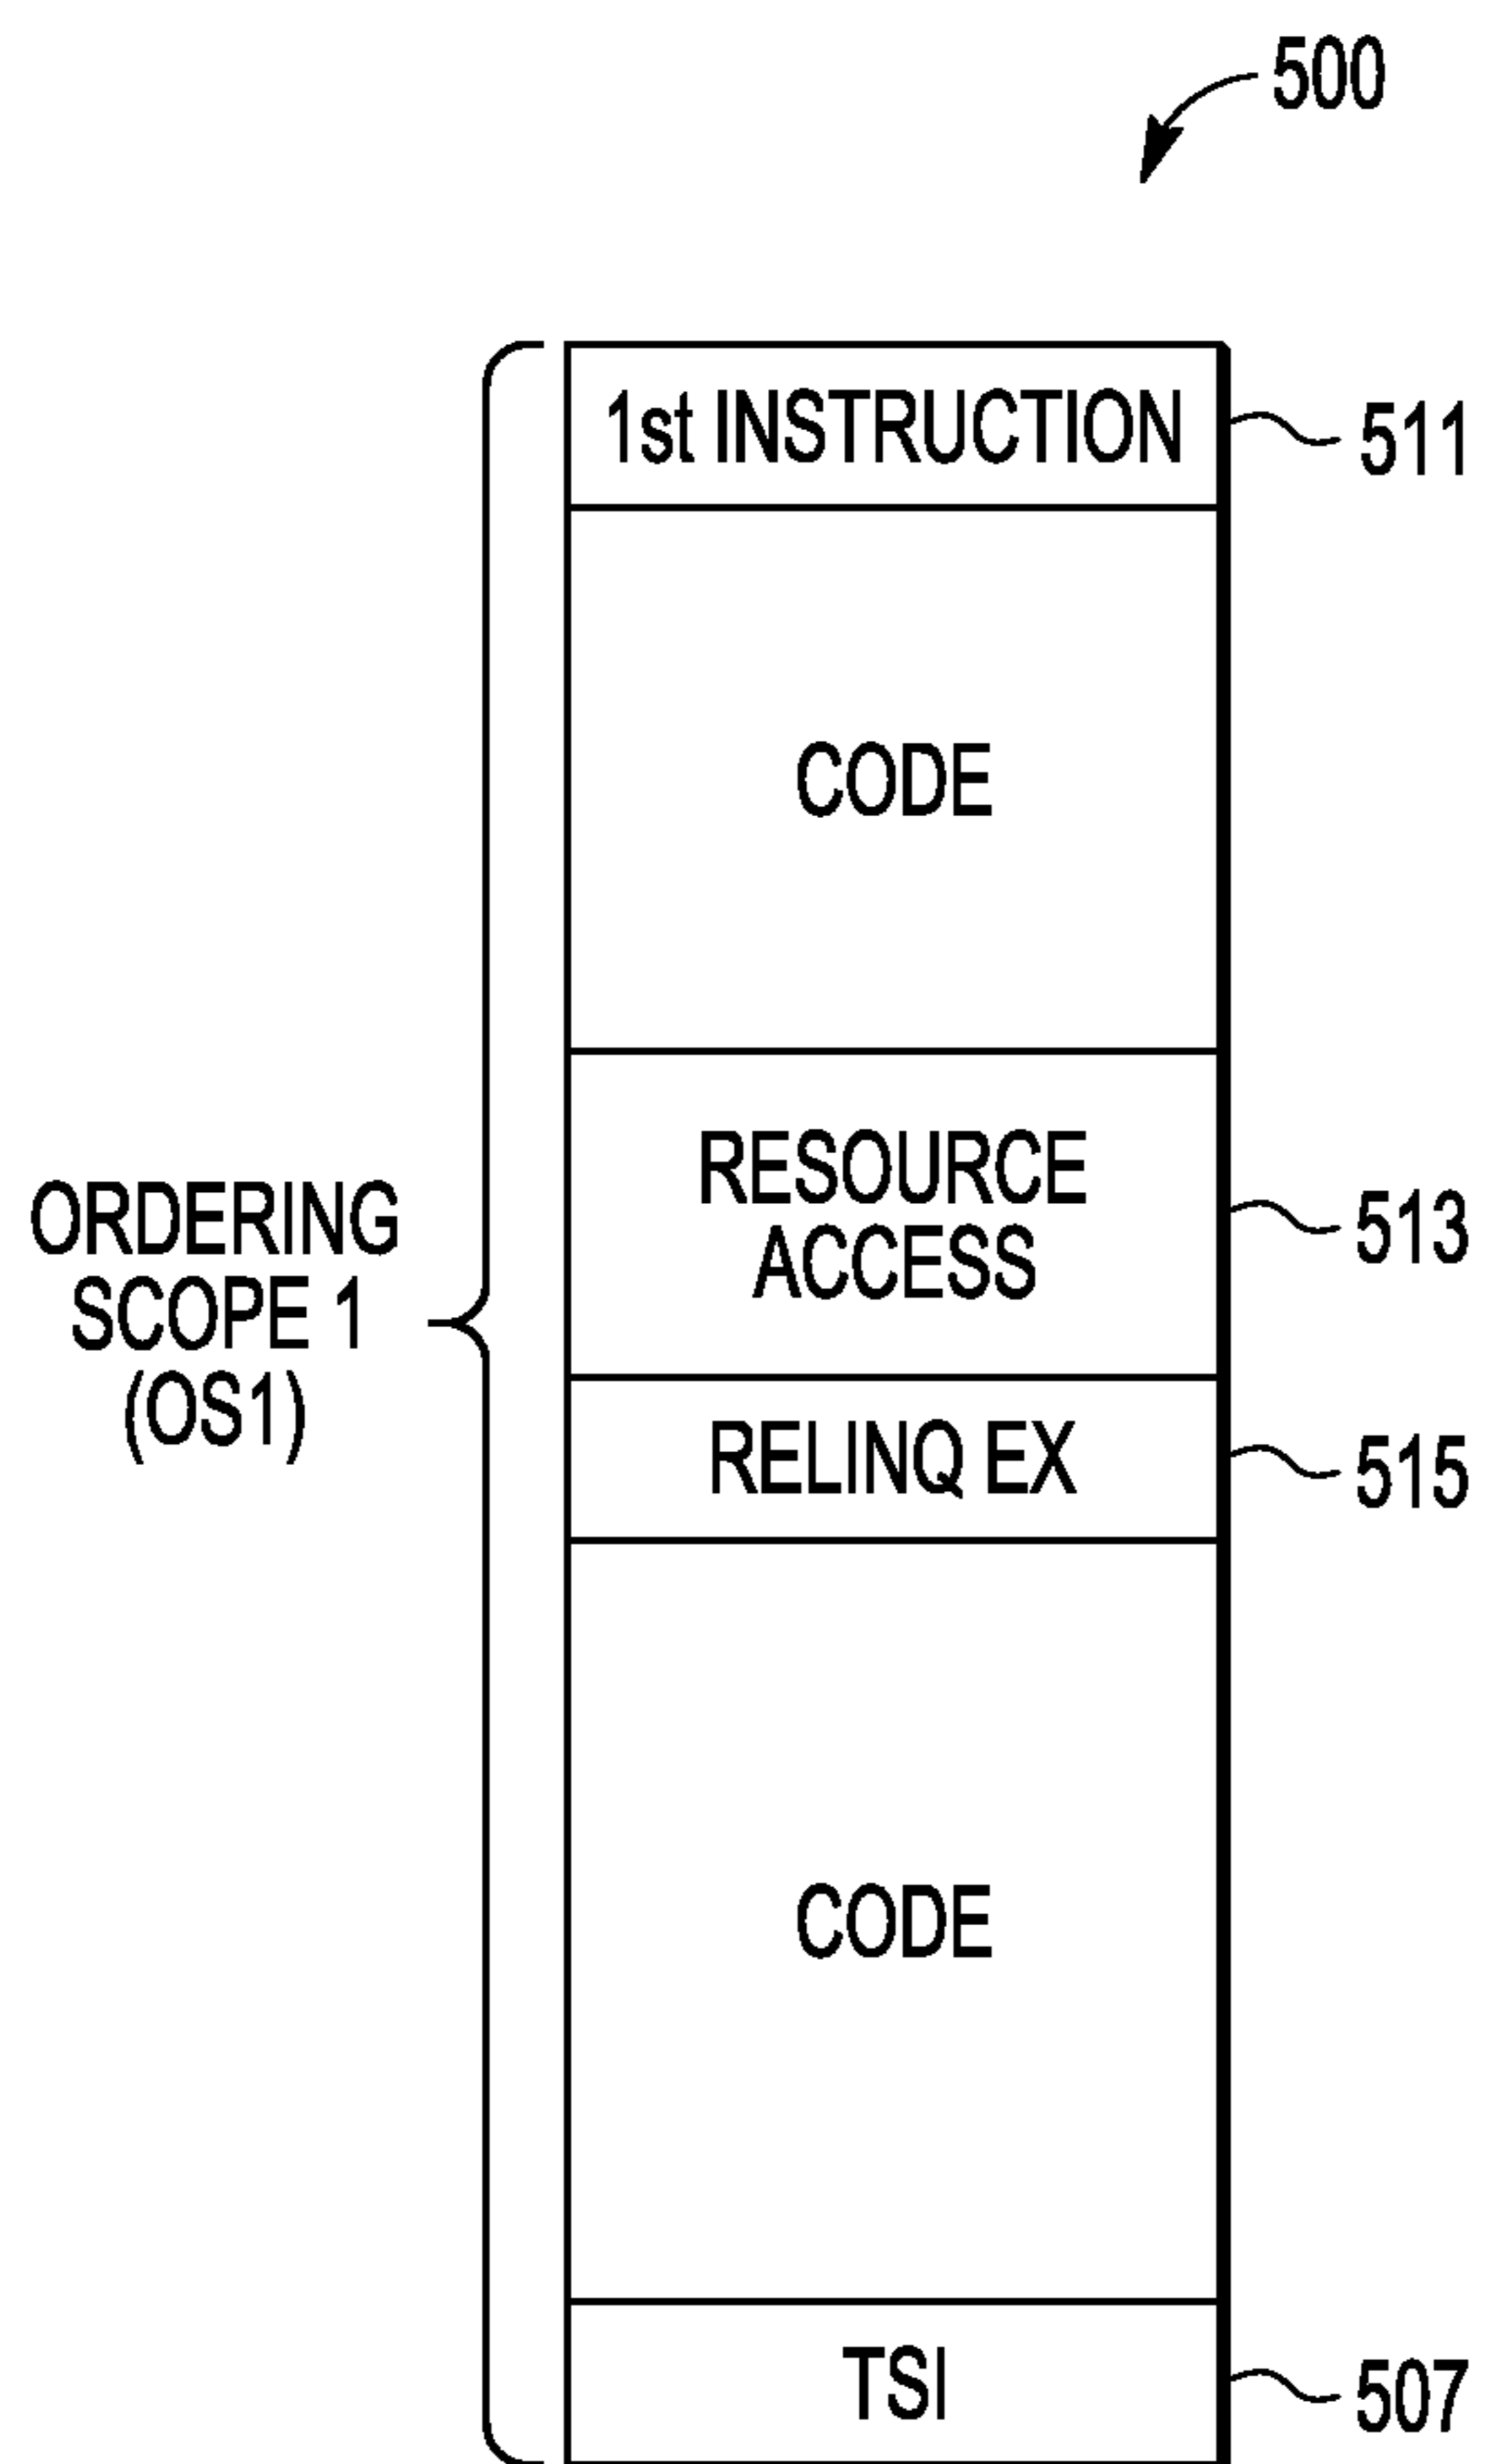 500
1st INSTRUCTION
511
CODE
RESOURCE
ACCESS
513
ORDERING
SCOPE 1
(OS1)
RELINQ EX
515
CODE
TSI
507